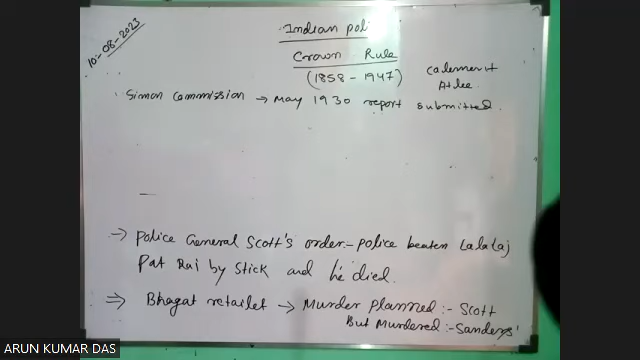 10-08-2023
Indian poli
Crown Rule
(1858-1947)
Calement
Atlee
Simon Commission → May 1930 report submitted.
→ Police General Scott's order - police beaten Lalalaj
Pat Rai by Stick and he died.
⇒ Bhagat retailet → Murder planned :- Scott
But Murdered :- Sanders'
ARUN KUMAR DAS